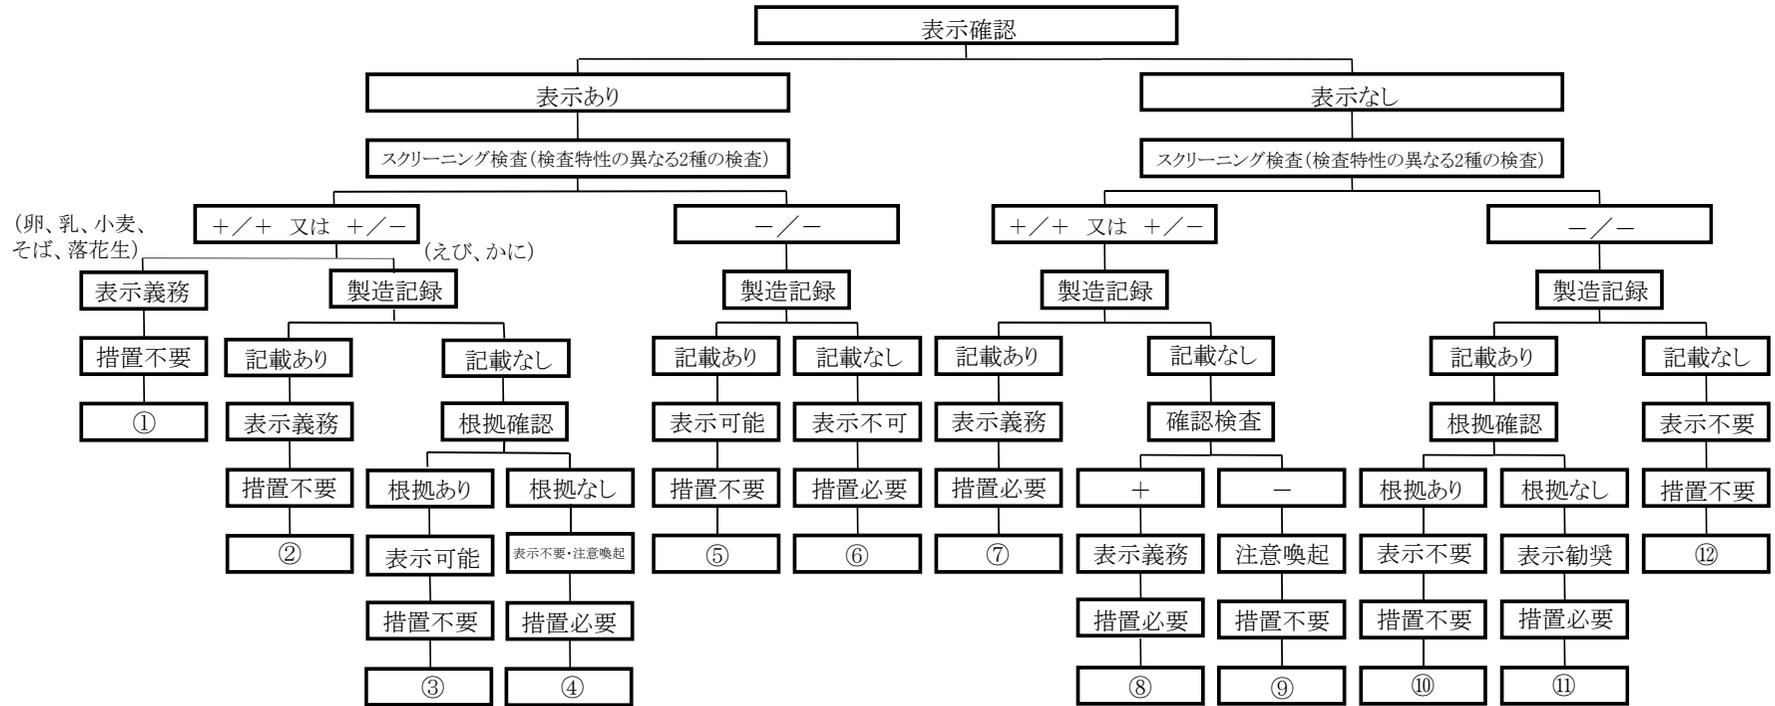 表示確認
表示あり
表示なし
スクリーニング検査(検査特性の異なる2種の検査)
スクリーニング検査(検査特性の異なる2種の検査)
(卵、乳、小麦、
そば、落花生)
+/+ 又は +/-
(えび、かに)
-/-
+/+ 又は +/-
-/-
表示義務
製造記録
製造記録
製造記録
製造記録
措置不要
記載あり
記載なし
記載あり
記載なし
記載あり
記載なし
記載あり
記載なし
①
表示義務
根拠確認
表示可能
表示不可
表示義務
確認検査
根拠確認
表示不要
措置不要
根拠あり
根拠なし
措置不要
措置必要
措置必要
+
-
根拠あり
根拠なし
措置不要
②
表示可能
表示不要・注意喚起
⑤
⑥
⑦
表示義務
注意喚起
表示不要
表示勧奨
⑫
措置不要
措置必要
措置必要
措置不要
措置不要
措置必要
③
④
⑧
⑨
⑩
⑪